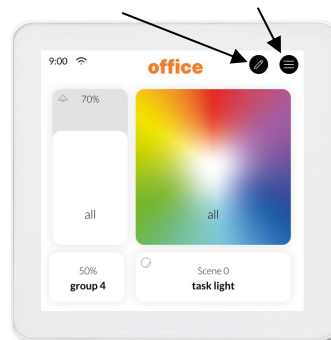 9:00
office
70%
all
all
50%
group 4
Scene 0
task light